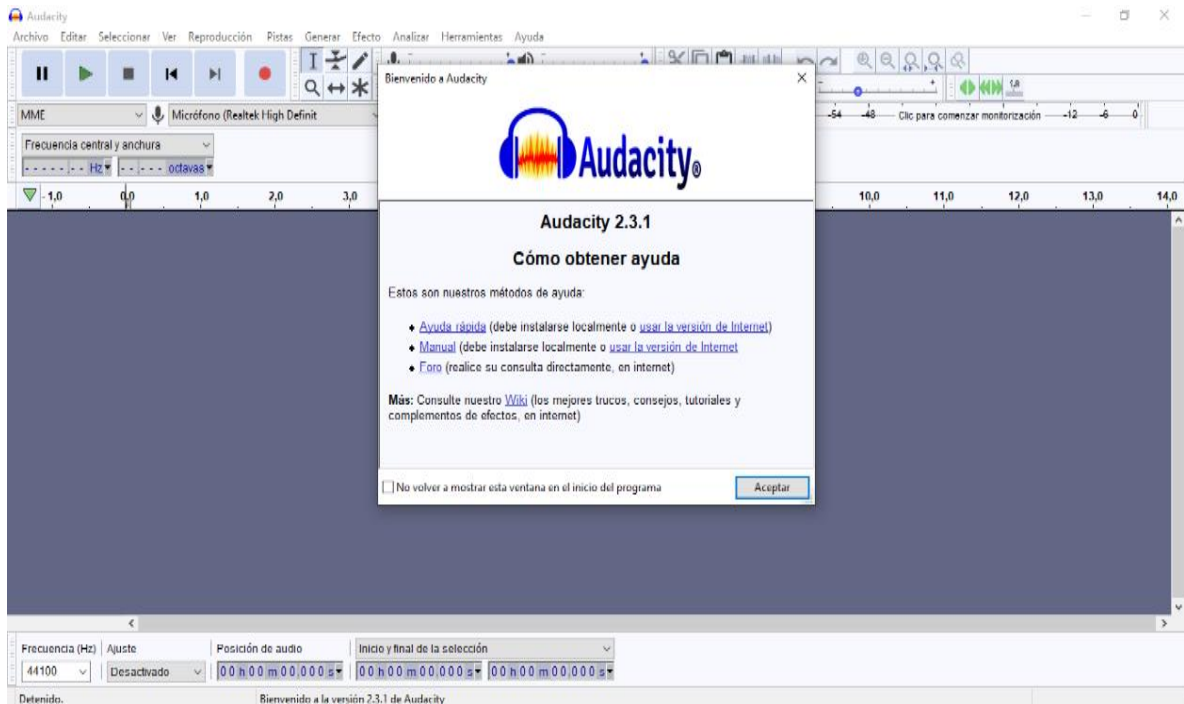 Audacity
Archivo Editar Seleccionar Ver Reproducción Pistas Generar Efecto Analizar Herramientas Ayuda
Bienvenido a Audacity
MME
Micrófono (Realtek High Definit
-54 -48 Clic para comenzar monitorización -12 -6 0
Frecuencia central y anchura
Hz octavas
Audacity®
-1,0 0,0 1,0 2,0 3,0 10,0 11,0 12,0 13,0 14,0
Audacity 2.3.1
Cómo obtener ayuda
Estos son nuestros métodos de ayuda:
Ayuda rápida (debe instalarse localmente o usar la versión de Internet)
Manual (debe instalarse localmente o usar la versión de Internet
Foro (realice su consulta directamente, en internet)
Más: Consulte nuestro Wiki (los mejores trucos, consejos, tutoriales y
complementos de efectos, en internet)
No volver a mostrar esta ventana en el inicio del programa
Aceptar
Frecuencia (Hz) Ajuste Posición de audio Inicio y final de la selección
44100 Desactivado 00 h 00 m 00,000 s 00 h 00 m 00,000 s 00 h 00 m 00,000 s
Detenido. Bienvenido a la versión 2.3.1 de Audacity